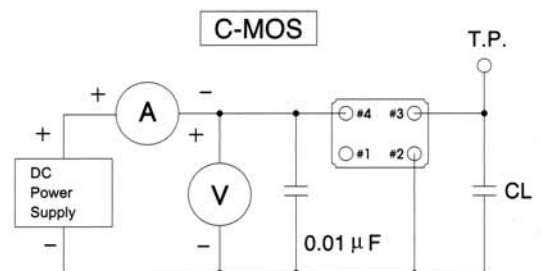 C-MOS
T.P.
+ A −
+
+ #4 #3
DC
Power
Supply
V
#1 #2
CL
− −
0.01 μF